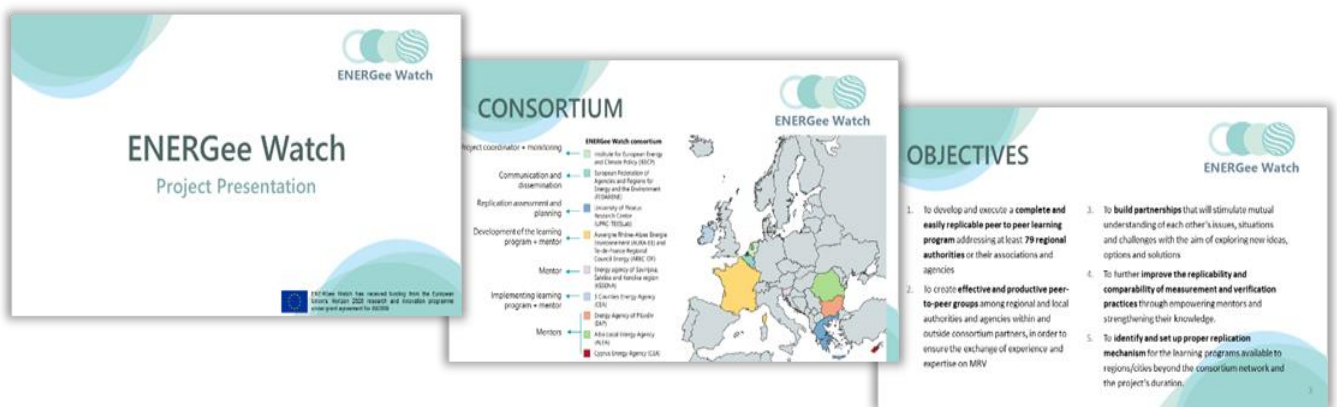 ENERGee Watch
ENERGee Watch
Project Presentation
ENERGee Watch has received funding from the European
Union's Horizon 2020 research and innovation programme
under grant agreement
CONSORTIUM
ENERGee Watch
Project coordinator + monitoring
Communication and
dissemination
Replication assessment and
planning
Development of the learning
program + mentor
Mentor
Implementing learning
program + mentor
Mentors
ENERGee Watch consortium
Institute for European Energy
and Climate Policy (IEECP)
European Federation of
Agencies and Regions for
Energy and the Environment
(FEDARENE)
University of Piraeus
Research Center
(UPRC-TEESlab)
Auvergne Rhône-Alpes Energie
Environnement (AURA-EE) and
Ile-de-France Regional
Council Energy
Energy agency of Savinjska,
Šaleška and Koroška region
(KSSENA)
3 Counties Energy Agency
(CEA)
Energy Agency of Plovdiv
(EAP)
Alba Local Energy Agency
(ALEA)
Cyprus Energy Agency (CEA)
OBJECTIVES
ENERGee Watch
1. To develop and execute a complete and
easily replicable peer to peer learning
program addressing at least 79 regional
authorities or their associations and
agencies
2. To create effective and productive peer-
to-peer groups among regional and local
authorities and agencies within and
outside consortium partners, in order to
ensure the exchange of experience and
expertise on MRV
3. To build partnerships that will stimulate mutual
understanding of each other's issues, situations
and challenges with the aim of exploring new ideas,
options and solutions
4. To further improve the replicability and
comparability of measurement and verification
practices through empowering mentors and
strengthening their knowledge.
5. To identify and set up proper replication
mechanism for the learning programs available to
regions/cities beyond the consortium network and
the project's duration.
3